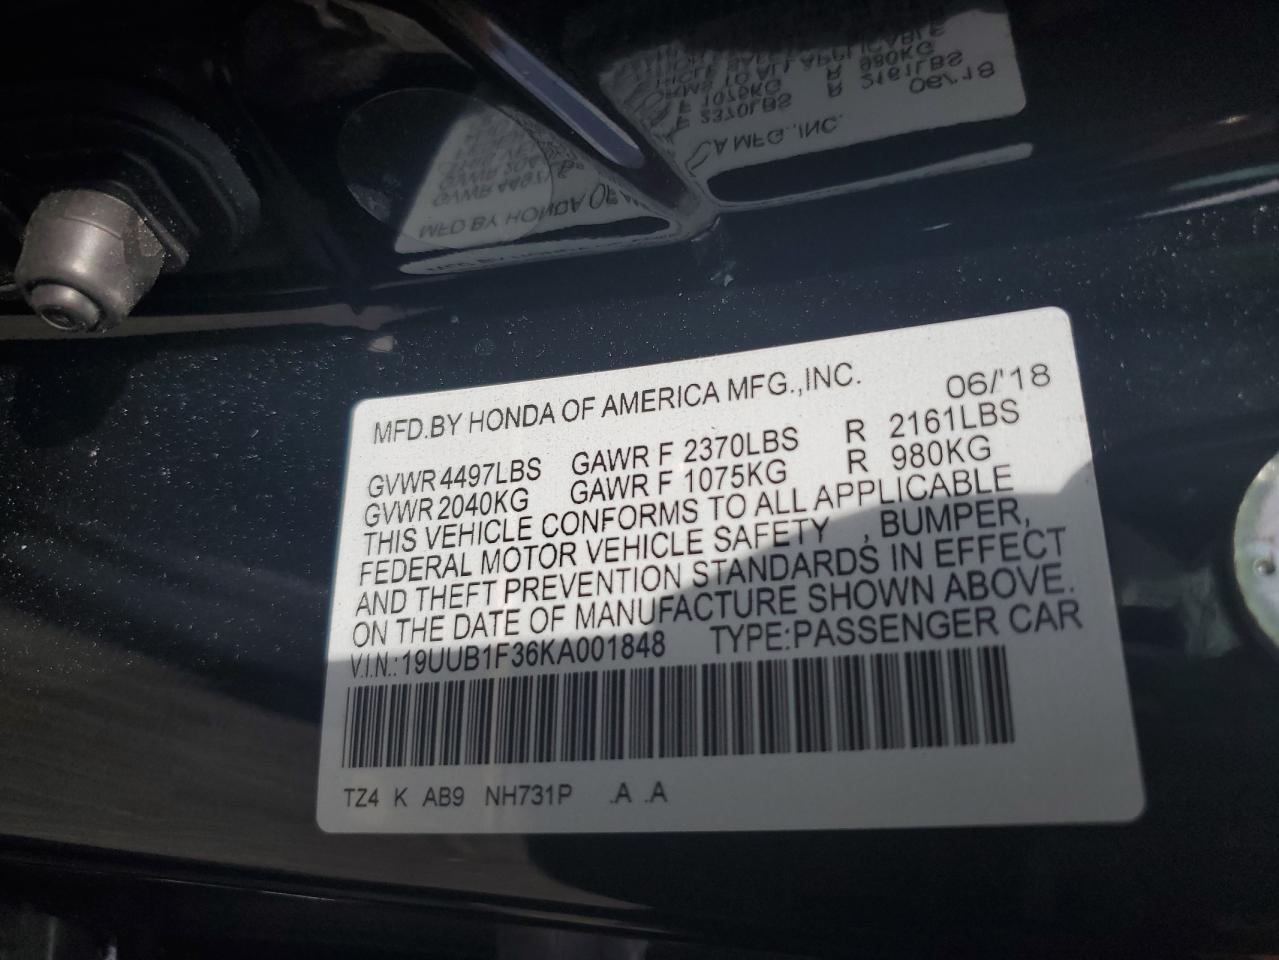 MFD.BY HONDA OF AMERICA MFG.,INC. 06/'18
GVWR 4497LBS GAWR F 2370LBS R 2161LBS
GVWR 2040KG GAWR F 1075KG R 980KG
THIS VEHICLE CONFORMS TO ALL APPLICABLE
FEDERAL MOTOR VEHICLE SAFETY , BUMPER,
AND THEFT PREVENTION STANDARDS IN EFFECT
ON THE DATE OF MANUFACTURE SHOWN ABOVE.
V.I.N.: 19UUB1F36KA001848 TYPE:PASSENGER CAR
TZ4 K AB9 NH731P .A .A